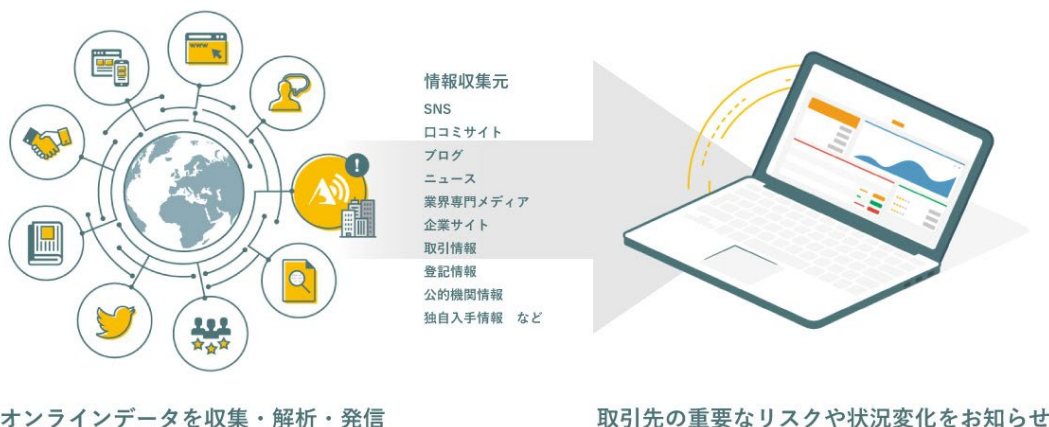 www
情報収集元
SNS
口コミサイト
ブログ
ニュース
業界専門メディア
企業サイト
取引情報
登記情報
公的機関情報
独自入手情報　など
オンラインデータを収集・解析・発信
取引先の重要なリスクや状況変化をお知らせ